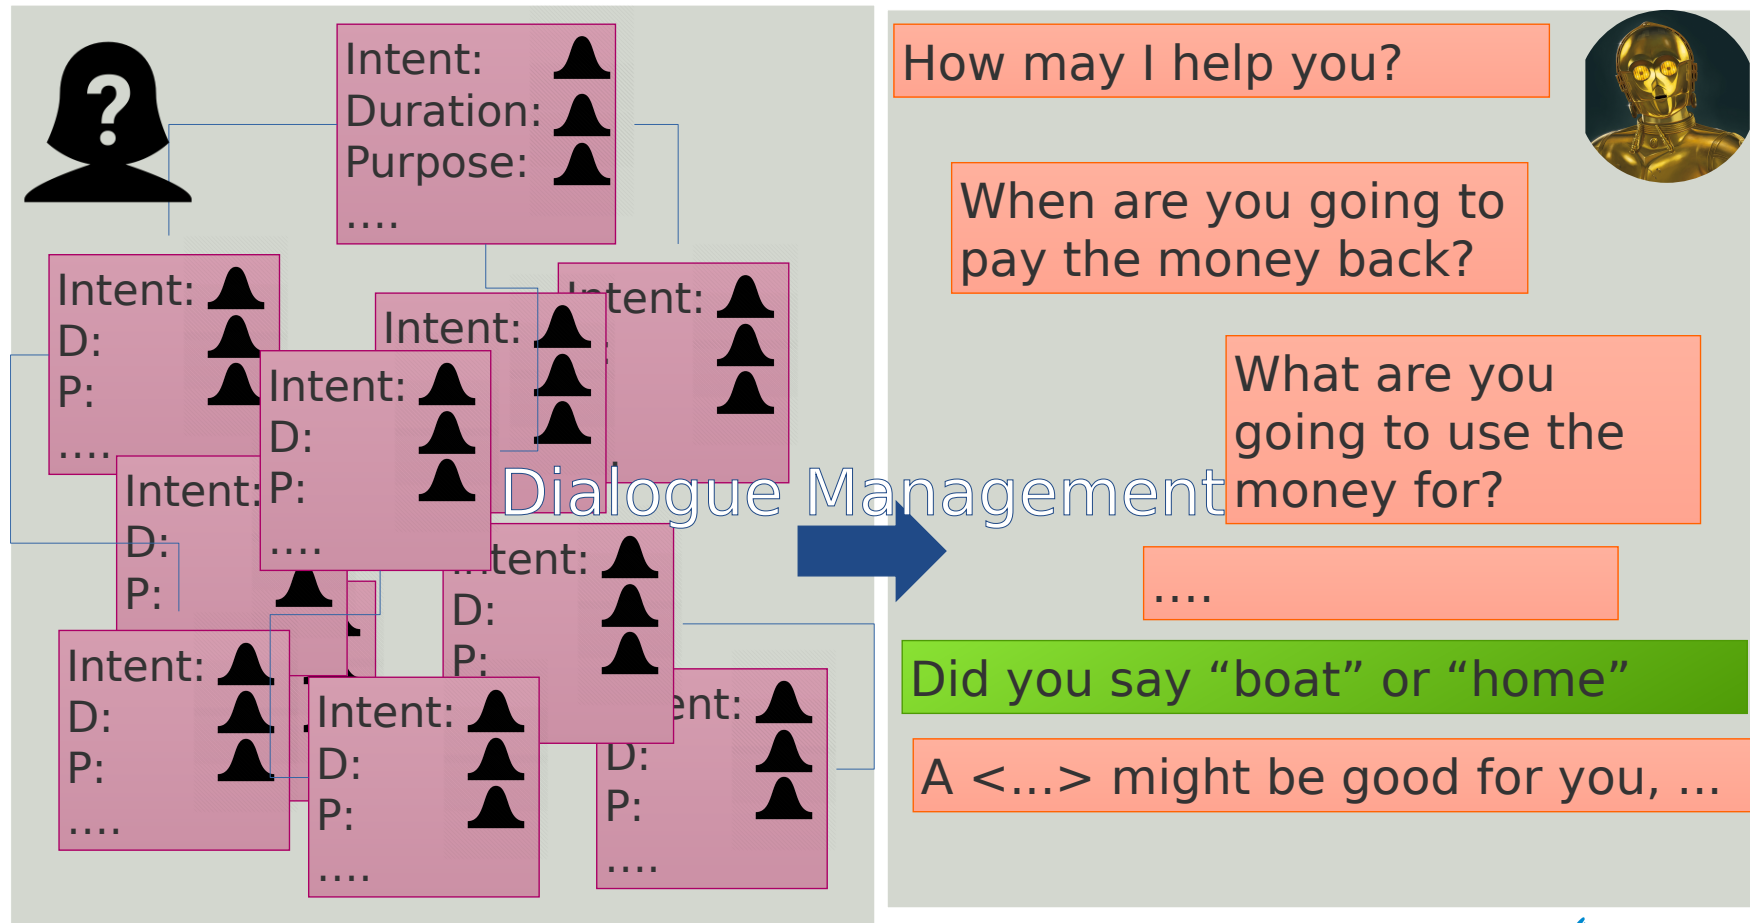 ?
Intent:
Duration:
Purpose:
....
Intent:
D:
P:
....
Intent:
Intent:
D:
P:
....
Intent:
D:
P:
Intent:
D:
P:
....
Intent:
D:
P:
....
Intent:
D:
P:
D:
P:
....
Dialogue Management
How may I help you?
When are you going to
pay the money back?
What are you
going to use the
money for?
....
Did you say “boat” or “home”
A <...> might be good for you, ...